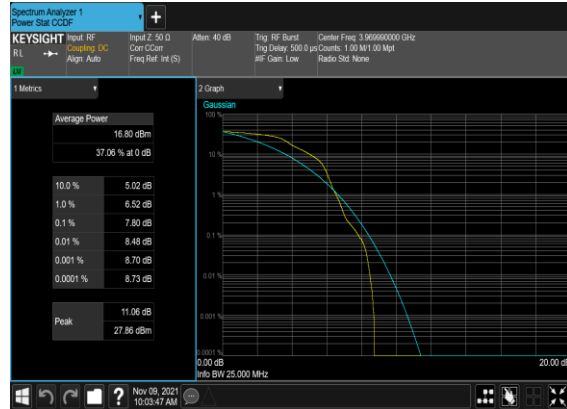 Spectrum Analyzer 1
Power Stat CCDF
+
KEYSIGHT
RL
Input: RF
Coupling: DC
Align: Auto
Input Z: 50 Ω
Corr CCorr
Freq Ref: Int (S)
Atten: 40 dB
Trig: RF Burst
Trig Delay: 500.0 µs
#IF Gain: Low
Center Freq: 3.969990000 GHz
Counts: 1.00 M/1.00 Mpt
Radio Std: None
1 Metrics
Average Power
16.80 dBm
37.06 % at 0 dB
10.0 % 5.02 dB
1.0 % 6.52 dB
0.1 % 7.80 dB
0.01 % 8.48 dB
0.001 % 8.70 dB
0.0001 % 8.73 dB
Peak
11.06 dB
27.86 dBm
2 Graph
Gaussian
100 %
10 %
1 %
0.1 %
0.01 %
0.001 %
0.0001 %
0.00 dB
20.00 dB
Info BW 25.000 MHz
?
Nov 09, 2021
10:03:47 AM